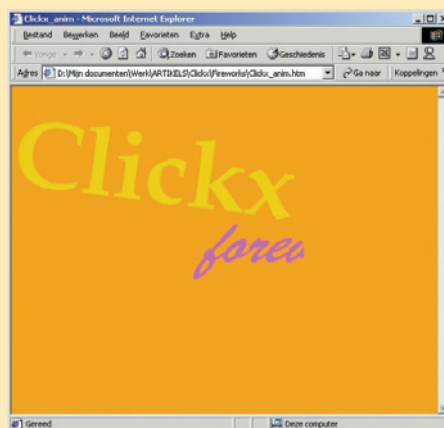 Clickx_anim - Microsoft Internet Explorer
Bestand Bewerken Beeld Favorieten Extra Help
Vorige Zoeken Favorieten Geschiedenis
Adres D:\Mijn documenten\Werk\ARTIKELS\Clickx\Fireworks\Clickx_anim.htm Ga naar Koppelingen
Clickx
forev
Gereed Deze computer